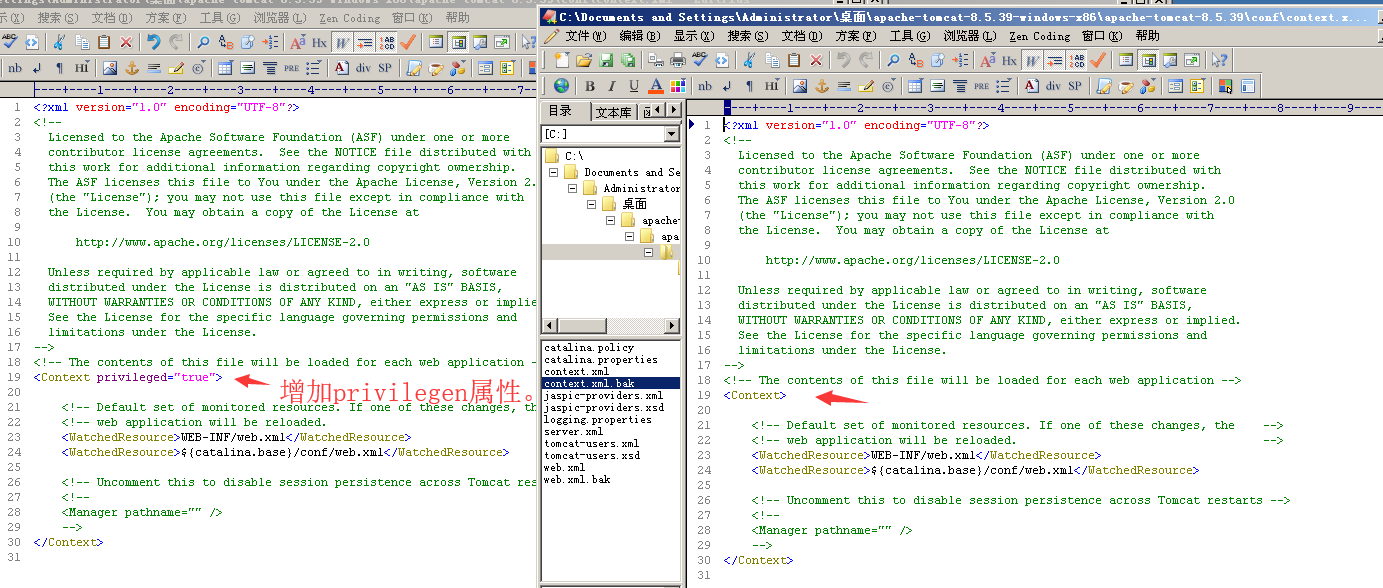 搜索(S) 文档(D) 方案(P) 工具(G) 浏览器(L) Zen Coding 窗口(K) 帮助
nb Hi PRE A div SP
1 2 3 4 5 6 7
1 <?xml version="1.0" encoding="UTF-8"?>
2 <!--
3 Licensed to the Apache Software Foundation (ASF) under one or more
4 contributor license agreements.  See the NOTICE file distributed with
5 this work for additional information regarding copyright ownership.
6 The ASF licenses this file to You under the Apache License, Version 2.
7 (the "License"); you may not use this file except in compliance with
8 the License.  You may obtain a copy of the License at
9
10 http://www.apache.org/licenses/LICENSE-2.0
11
12 Unless required by applicable law or agreed to in writing, software
13 distributed under the License is distributed on an "AS IS" BASIS,
14 WITHOUT WARRANTIES OR CONDITIONS OF ANY KIND, either express or implie
15 See the License for the specific language governing permissions and
16 limitations under the License.
17 -->
18 <!-- The contents of this file will be loaded for each web application -
19 <Context privileged="true">
增加privilegen属性。
20
21 <!-- Default set of monitored resources. If one of these changes, th
22 <!-- web application will be reloaded.
23 <WatchedResource>WEB-INF/web.xml</WatchedResource>
24 <WatchedResource>${catalina.base}/conf/web.xml</WatchedResource>
25
26 <!-- Uncomment this to disable session persistence across Tomcat res
27 <!--
28 <Manager pathname="" />
29 -->
30 </Context>
31
C:\Documents and Settings\Administrator\桌面\apache-tomcat-8.5.39-windows-x86\apache-tomcat-8.5.39\conf\context.x...
文件(F) 编辑(E) 显示(V) 搜索(S) 文档(D) 方案(P) 工具(G) 浏览器(L) Zen Coding 窗口(K) 帮助
B I U A nb Hi PRE A div SP
目录 文本库
[C:]
C:\
Documents and Se
Administrator
桌面
apache-
apa
catalina.policy
catalina.properties
context.xml
context.xml.bak
jaspic-providers.xml
jaspic-providers.xsd
logging.properties
server.xml
tomcat-users.xml
tomcat-users.xsd
web.xml
web.xml.bak
1 2 3 4 5 6 7 8 9
1 <?xml version="1.0" encoding="UTF-8"?>
2 <!--
3 Licensed to the Apache Software Foundation (ASF) under one or more
4 contributor license agreements.  See the NOTICE file distributed with
5 this work for additional information regarding copyright ownership.
6 The ASF licenses this file to You under the Apache License, Version 2.0
7 (the "License"); you may not use this file except in compliance with
8 the License.  You may obtain a copy of the License at
9
10 http://www.apache.org/licenses/LICENSE-2.0
11
12 Unless required by applicable law or agreed to in writing, software
13 distributed under the License is distributed on an "AS IS" BASIS,
14 WITHOUT WARRANTIES OR CONDITIONS OF ANY KIND, either express or implied.
15 See the License for the specific language governing permissions and
16 limitations under the License.
17 -->
18 <!-- The contents of this file will be loaded for each web application -->
19 <Context>
20
21 <!-- Default set of monitored resources. If one of these changes, the    -->
22 <!-- web application will be reloaded.                                   -->
23 <WatchedResource>WEB-INF/web.xml</WatchedResource>
24 <WatchedResource>${catalina.base}/conf/web.xml</WatchedResource>
25
26 <!-- Uncomment this to disable session persistence across Tomcat restarts -->
27 <!--
28 <Manager pathname="" />
29 -->
30 </Context>
31